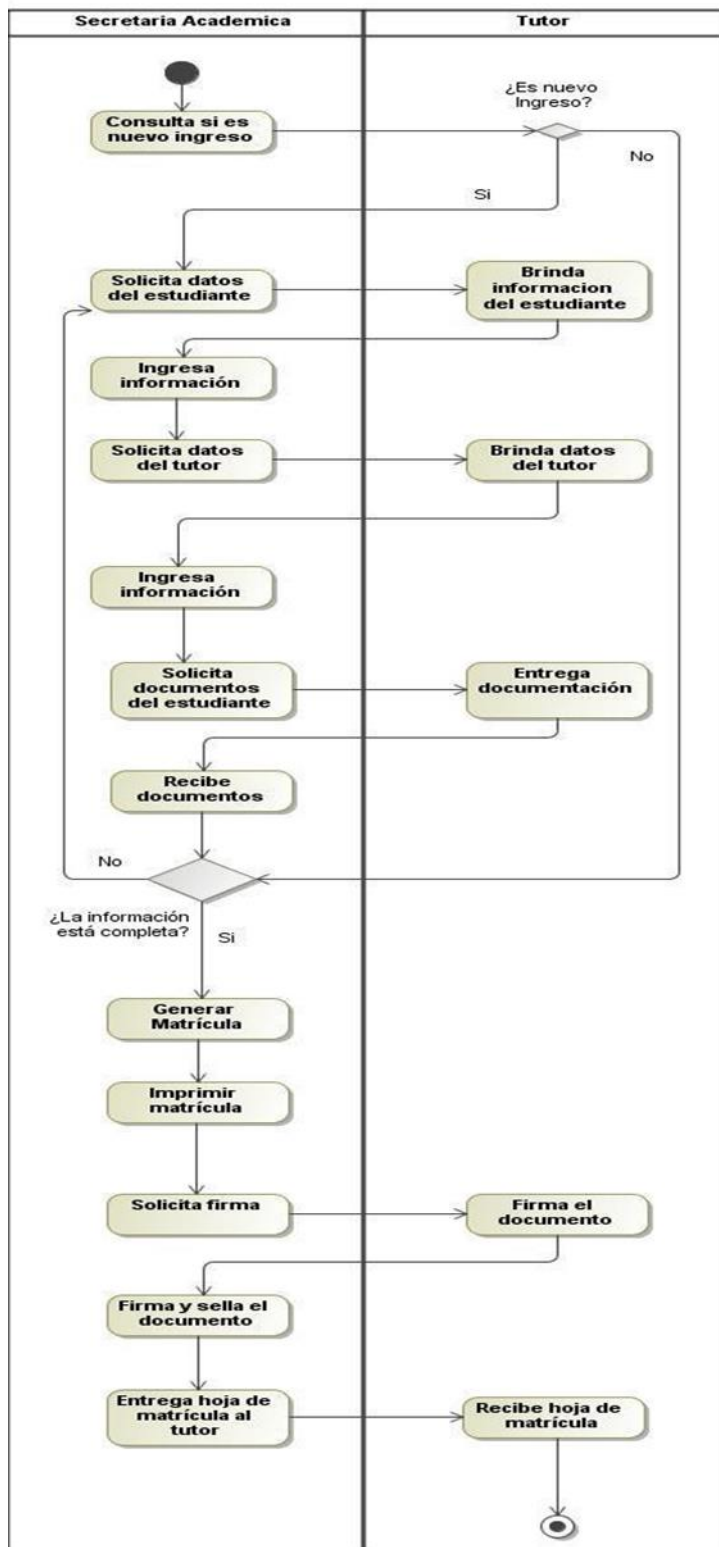 Secretaria Academica
Tutor
¿Es nuevo
Ingreso?
Consulta si es
nuevo ingreso
No
Si
Solicita datos
del estudiante
Brinda
informacion
del estudiante
Ingresa
información
Solicita datos
del tutor
Brinda datos
del tutor
Ingresa
información
Solicita
documentos
del estudiante
Entrega
documentación
Recibe
documentos
No
¿La información
está completa?
Si
Generar
Matrícula
Imprimir
matrícula
Solicita firma
Firma el
documento
Firma y sella el
documento
Entrega hoja de
matrícula al
tutor
Recibe hoja de
matrícula